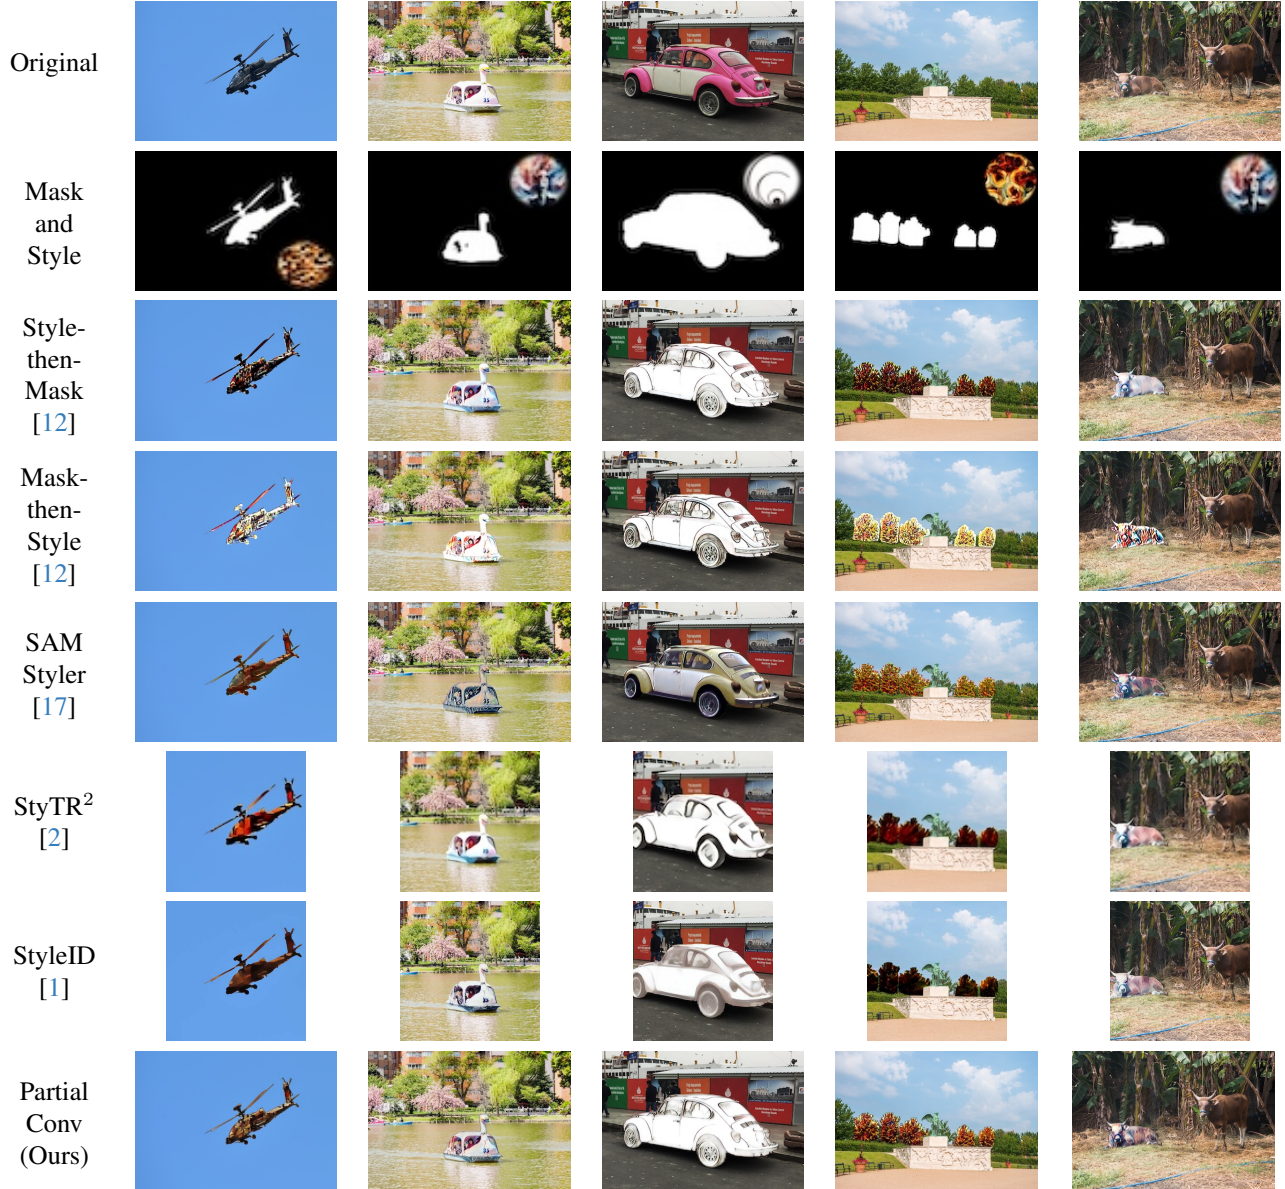 Original
Mask
and
Style
Style-
then-
Mask
[12]
Mask-
then-
Style
[12]
SAM
Styler
[17]
StyTR²
[2]
StyleID
[1]
Partial
Conv
(Ours)